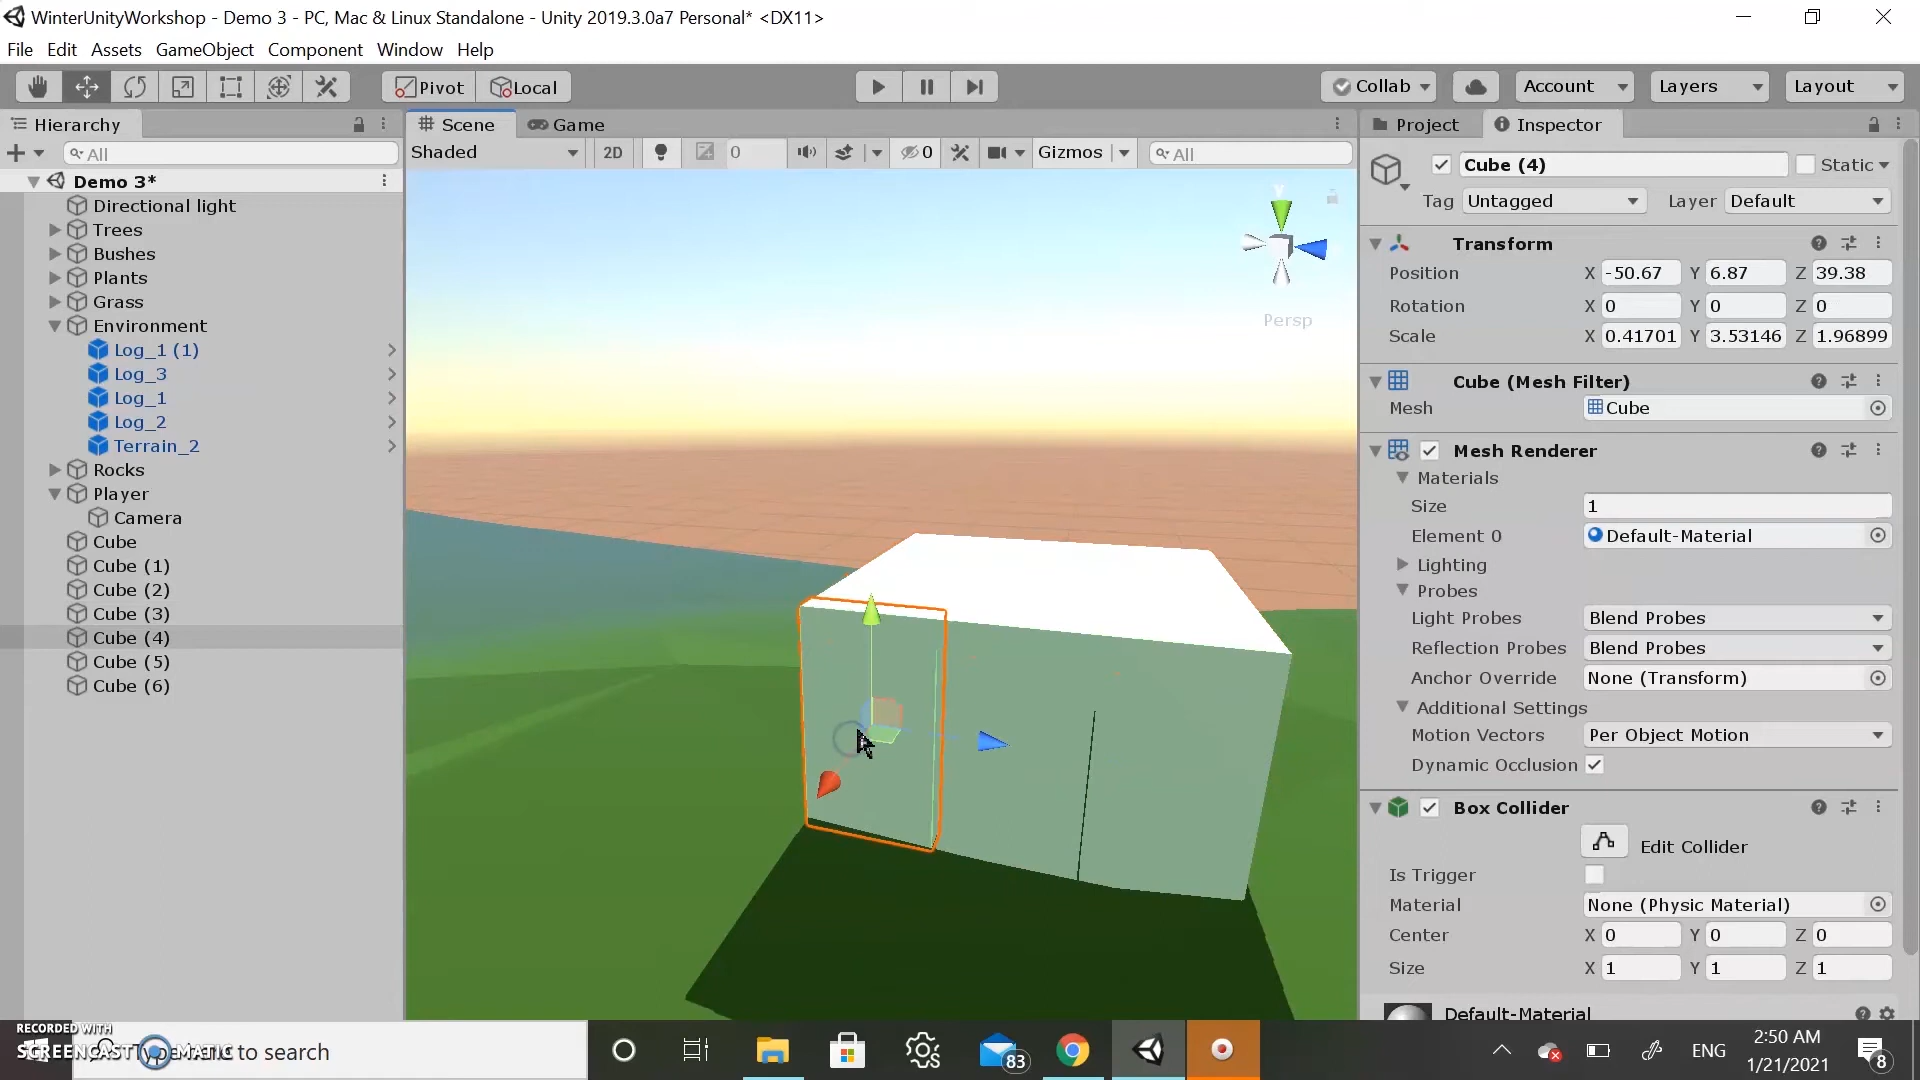 WinterUnityWorkshop - Demo 3 - PC, Mac & Linux Standalone - Unity 2019.3.0a7 Personal* <DX11>
File Edit Assets GameObject Component Window Help
Pivot Local Collab Account Layers Layout
Hierarchy
All
Demo 3*
Directional light
Trees
Bushes
Plants
Grass
Environment
Log_1 (1)
Log_3
Log_1
Log_2
Terrain_2
Rocks
Player
Camera
Cube
Cube (1)
Cube (2)
Cube (3)
Cube (4)
Cube (5)
Cube (6)
Scene Game
Shaded 2D 0 0 Gizmos All
Y
Persp
Project Inspector
Cube (4) Static
Tag Untagged Layer Default
Transform
Position X -50.67 Y 6.87 Z 39.38
Rotation X 0 Y 0 Z 0
Scale X 0.41701 Y 3.53146 Z 1.96899
Cube (Mesh Filter)
Mesh Cube
Mesh Renderer
Materials
Size 1
Element 0 Default-Material
Lighting
Probes
Light Probes Blend Probes
Reflection Probes Blend Probes
Anchor Override None (Transform)
Additional Settings
Motion Vectors Per Object Motion
Dynamic Occlusion
Box Collider
Edit Collider
Is Trigger
Material None (Physic Material)
Center X 0 Y 0 Z 0
Size X 1 Y 1 Z 1
Default-Material
RECORDED WITH
SCREENCAST MATIC
to search
83
ENG
2:50 AM
1/21/2021
8